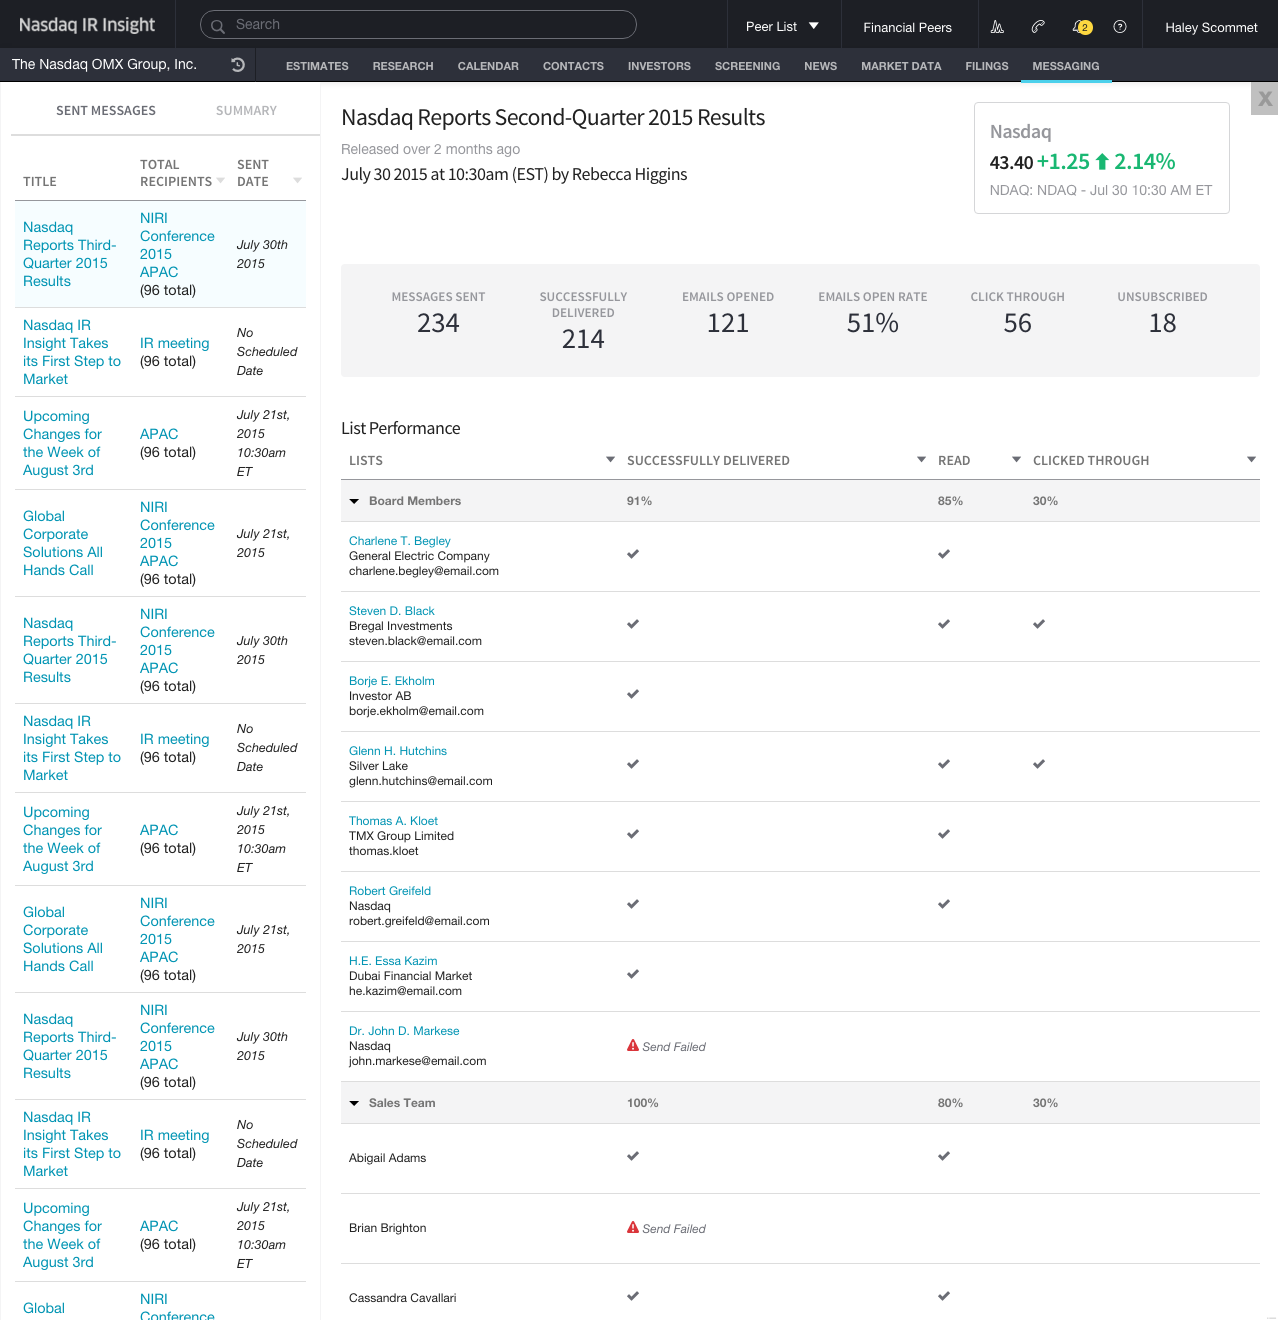 Nasdaq IR Insight
Search
Peer List
Financial Peers
2
?
Haley Scommet
The Nasdaq OMX Group, Inc.
ESTIMATES
RESEARCH
CALENDAR
CONTACTS
INVESTORS
SCREENING
NEWS
MARKET DATA
FILINGS
MESSAGING
SENT MESSAGES
SUMMARY
TITLE
TOTAL
RECIPIENTS
SENT
DATE
Nasdaq
Reports Third-
Quarter 2015
Results
NIRI
Conference
2015
APAC
(96 total)
July 30th
2015
Nasdaq IR
Insight Takes
its First Step to
Market
IR meeting
(96 total)
No
Scheduled
Date
Upcoming
Changes for
the Week of
August 3rd
APAC
(96 total)
July 21st,
2015
10:30am
ET
Global
Corporate
Solutions All
Hands Call
NIRI
Conference
2015
APAC
(96 total)
July 21st,
2015
Nasdaq
Reports Third-
Quarter 2015
Results
NIRI
Conference
2015
APAC
(96 total)
July 30th
2015
Nasdaq IR
Insight Takes
its First Step to
Market
IR meeting
(96 total)
No
Scheduled
Date
Upcoming
Changes for
the Week of
August 3rd
APAC
(96 total)
July 21st,
2015
10:30am
ET
Global
Corporate
Solutions All
Hands Call
NIRI
Conference
2015
APAC
(96 total)
July 21st,
2015
Nasdaq
Reports Third-
Quarter 2015
Results
NIRI
Conference
2015
APAC
(96 total)
July 30th
2015
Nasdaq IR
Insight Takes
its First Step to
Market
IR meeting
(96 total)
No
Scheduled
Date
Upcoming
Changes for
the Week of
August 3rd
APAC
(96 total)
July 21st,
2015
10:30am
ET
Global
NIRI
Conference
X
Nasdaq Reports Second-Quarter 2015 Results
Released over 2 months ago
July 30 2015 at 10:30am (EST) by Rebecca Higgins
Nasdaq
43.40 +1.25 2.14%
NDAQ: NDAQ - Jul 30 10:30 AM ET
MESSAGES SENT
234
SUCCESSFULLY
DELIVERED
214
EMAILS OPENED
121
EMAILS OPEN RATE
51%
CLICK THROUGH
56
UNSUBSCRIBED
18
List Performance
LISTS
SUCCESSFULLY DELIVERED
READ
CLICKED THROUGH
Board Members
91%
85%
30%
Charlene T. Begley
General Electric Company
charlene.begley@email.com
Steven D. Black
Bregal Investments
steven.black@email.com
Borje E. Ekholm
Investor AB
borje.ekholm@email.com
Glenn H. Hutchins
Silver Lake
glenn.hutchins@email.com
Thomas A. Kloet
TMX Group Limited
thomas.kloet
Robert Greifeld
Nasdaq
robert.greifeld@email.com
H.E. Essa Kazim
Dubai Financial Market
he.kazim@email.com
Dr. John D. Markese
Nasdaq
john.markese@email.com
Send Failed
Sales Team
100%
80%
30%
Abigail Adams
Brian Brighton
Send Failed
Cassandra Cavallari